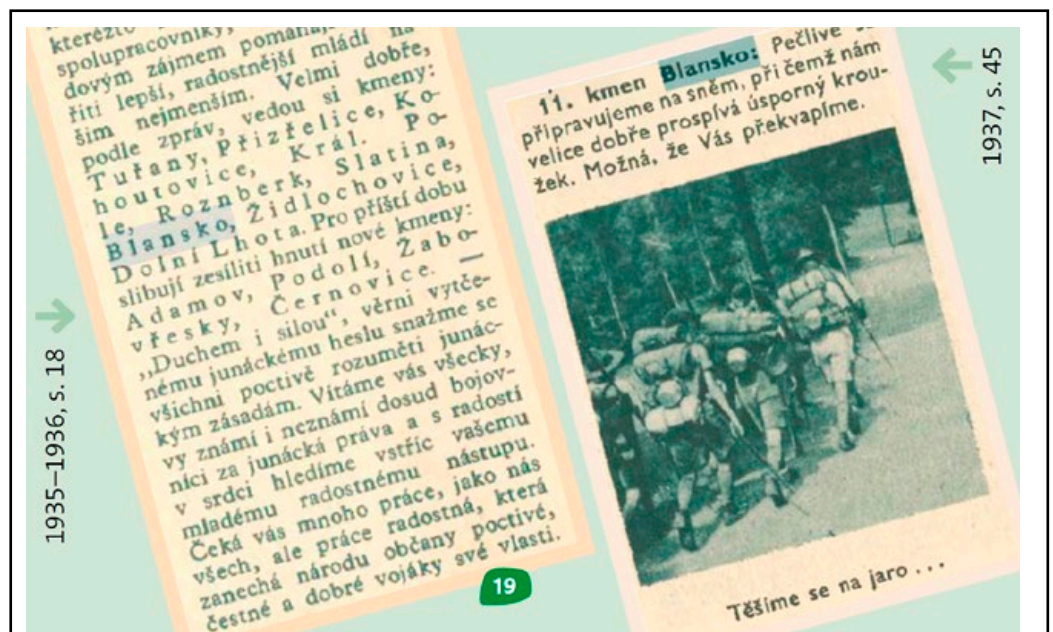 kterézto
spolupracovníky,
dovým zájmem pomáhají
řiti lepší, radostnější mládí na
šim nejmenším. Velmi dobře,
podle zpráv, vedou si kmeny:
Tuřany, Přizřelice, Ko-
houtovice, Král. Po-
le, Roznberk, Slatina,
Blansko, Židlochovice,
Dolní Lhota. Pro příští dobu
slibují zesíliti hnutí nové kmeny:
Adamov, Podolí, Žabo-
vřesky, Černovice. —
„Duchem i silou“, věrni vytče-
nému junáckému heslu snažme se
všichni poctivě rozuměti junác-
kým zásadám. Vítáme vás všecky,
vy známí i neznámí dosud bojov-
níci za junácká práva a s radostí
v srdci hledíme vstříc vašemu
mladému radostnému nástupu.
Čeká vás mnoho práce, jako nás
všech, ale práce radostná, která
zanechá národu občany poctivé,
čestné a dobré vojáky své vlasti.
1935–1936, s. 18
11. kmen Blansko: Pečlivě se
připravujeme na sněm, při čemž nám
velice dobře prospívá úsporný krou-
žek. Možná, že Vás překvapíme.
Těšíme se na jaro ...
1937, s. 45
19